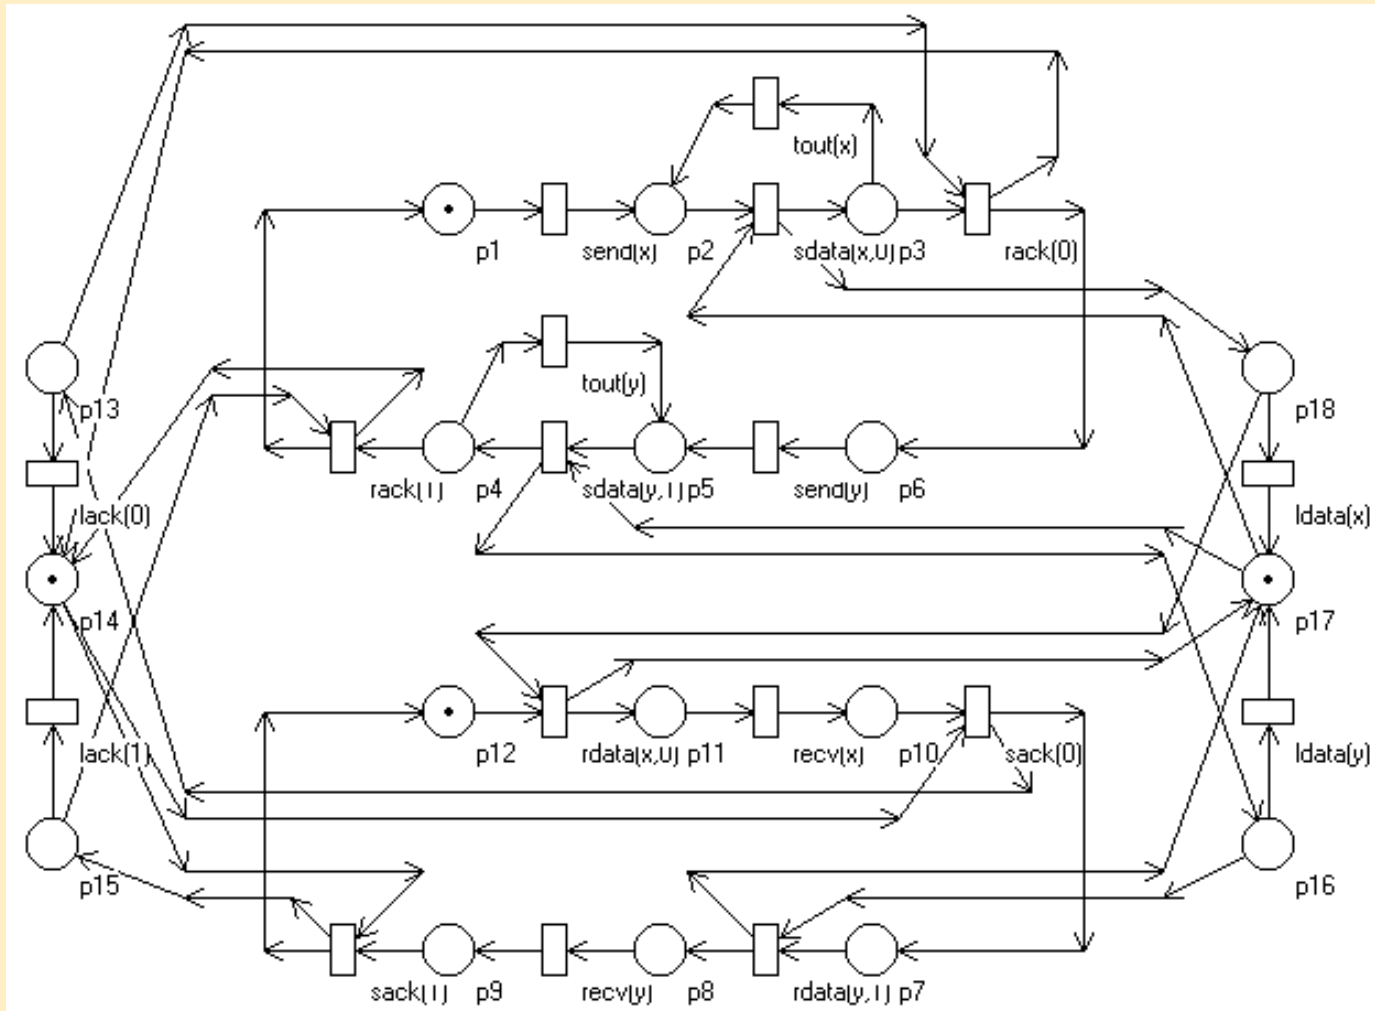 tout(x)
p1
send(x)
p2
sdata(x,0)
p3
rack(0)
p13
tout(y)
p18
rack(1)
p4
sdata(y,1)
p5
send(y)
p6
lack(0)
ldata(x)
p14
p17
p12
rdata(x,0)
p11
recv(x)
p10
sack(0)
lack(1)
ldata(y)
p15
p16
sack(1)
p9
recv(y)
p8
rdata(y,1)
p7